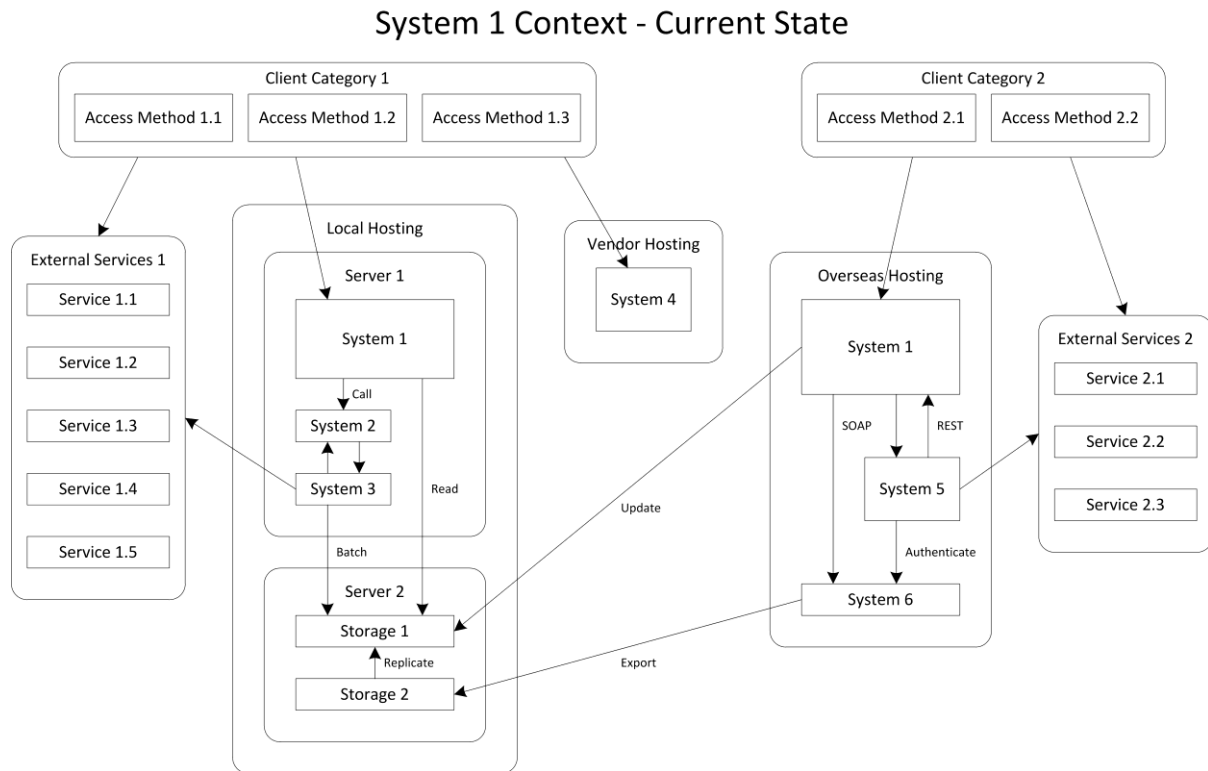 System 1 Context - Current State
Client Category 1
Access Method 1.1
Access Method 1.2
Access Method 1.3
Client Category 2
Access Method 2.1
Access Method 2.2
External Services 1
Service 1.1
Service 1.2
Service 1.3
Service 1.4
Service 1.5
Local Hosting
Server 1
System 1
Call
System 2
System 3
Read
Batch
Server 2
Storage 1
Replicate
Storage 2
Vendor Hosting
System 4
Update
Export
Overseas Hosting
System 1
SOAP
REST
System 5
Authenticate
System 6
External Services 2
Service 2.1
Service 2.2
Service 2.3